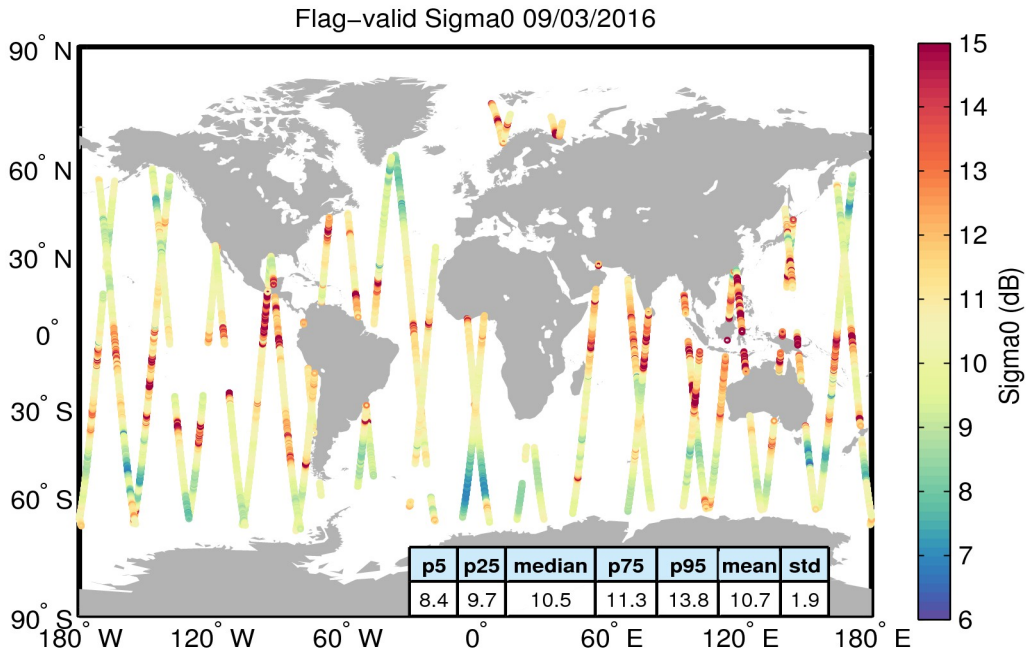 Flag−valid Sigma0 09/03/2016
90° N
60° N
30° N
0°
30° S
60° S
90° S
180° W 120° W 60° W 0° 60° E 120° E 180° E
p5 p25 median p75 p95 mean std
8.4 9.7 10.5 11.3 13.8 10.7 1.9
15
14
13
12
11
10
9
8
7
6
Sigma0 (dB)